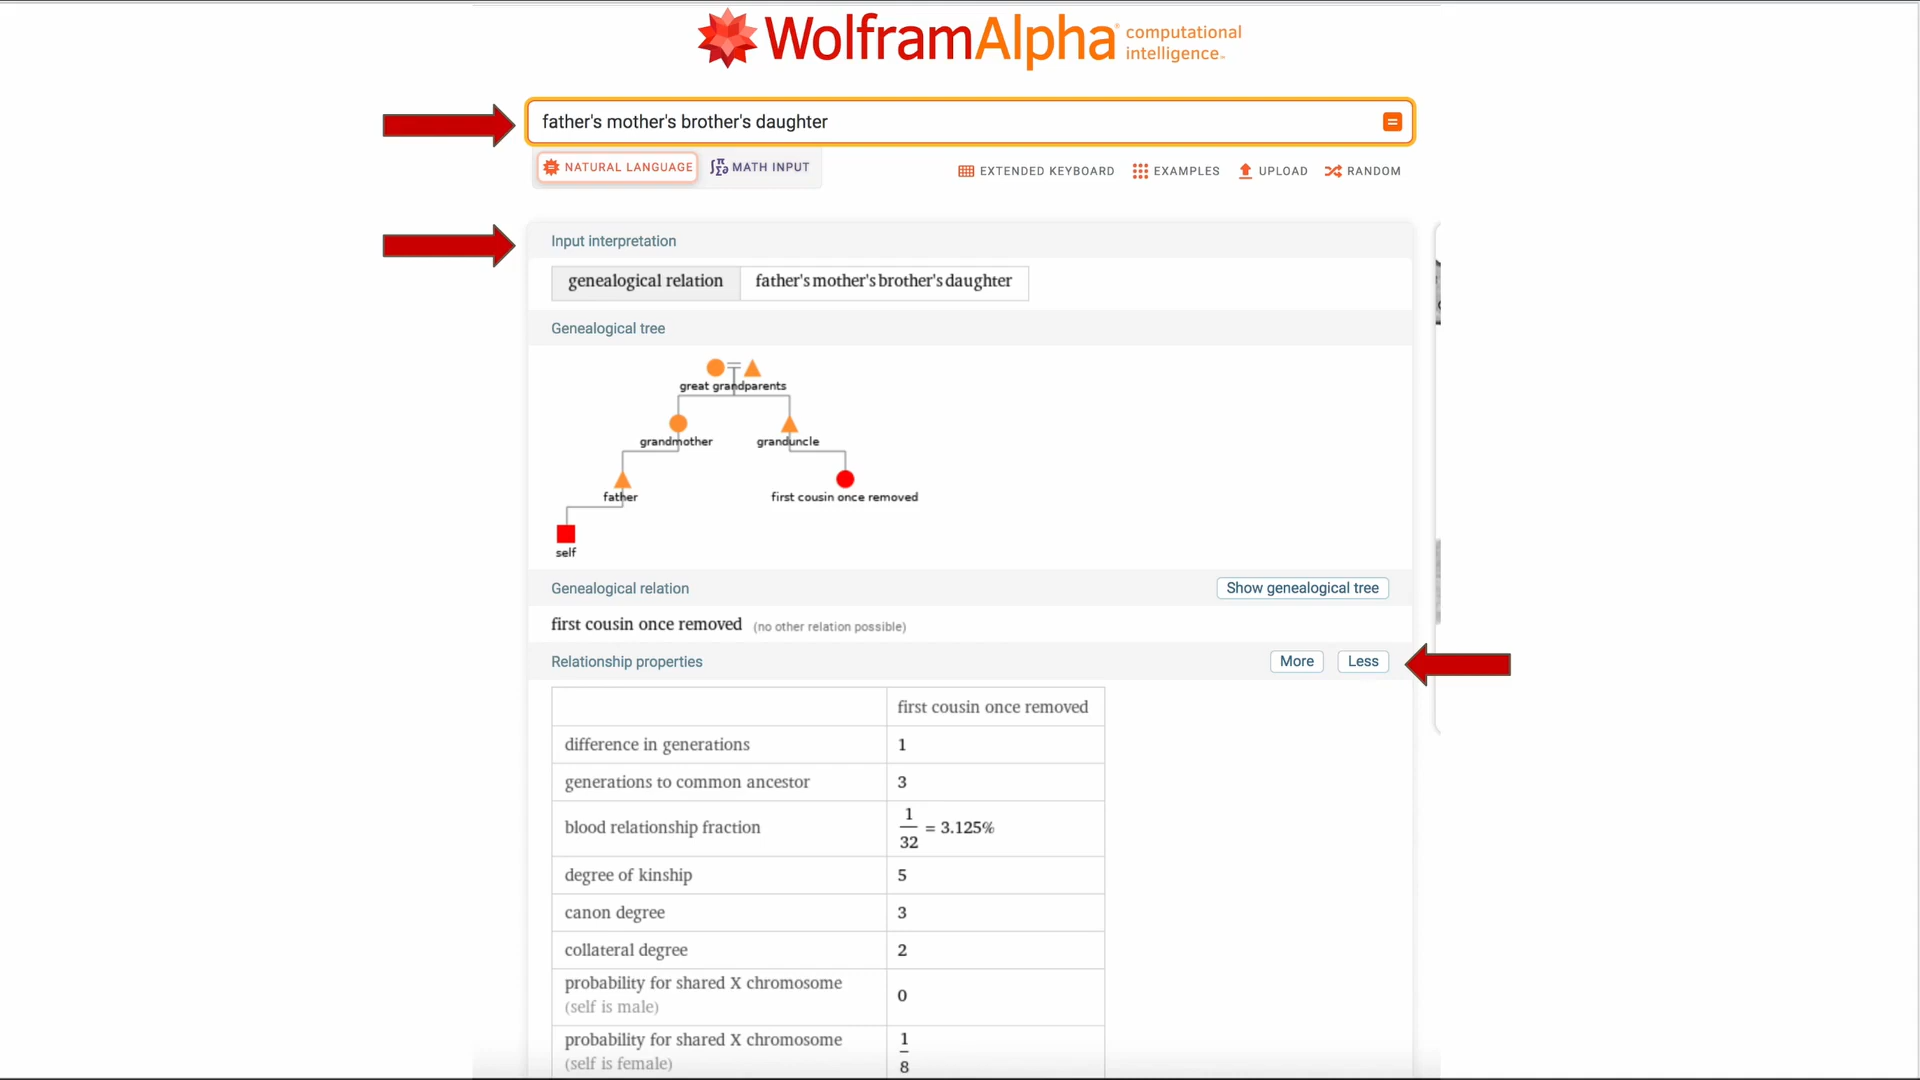 WolframAlpha computational intelligence™
father's mother's brother's daughter
NATURAL LANGUAGE MATH INPUT EXTENDED KEYBOARD EXAMPLES UPLOAD RANDOM
Input interpretation
genealogical relation father's mother's brother's daughter
Genealogical tree
great grandparents
grandmother granduncle
father first cousin once removed
self
Genealogical relation Show genealogical tree
first cousin once removed (no other relation possible)
Relationship properties More Less
first cousin once removed
difference in generations 1
generations to common ancestor 3
blood relationship fraction 1/32 = 3.125%
degree of kinship 5
canon degree 3
collateral degree 2
probability for shared X chromosome (self is male) 0
probability for shared X chromosome (self is female) 1/8